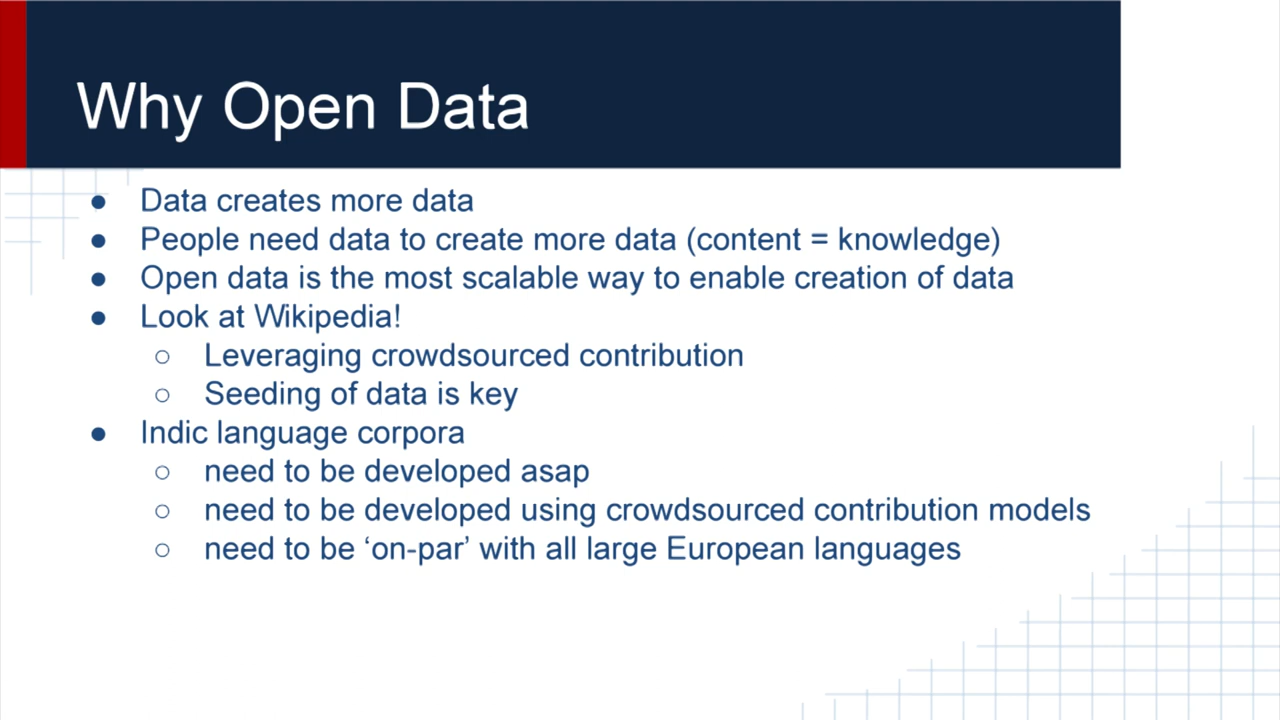 Why Open Data
● Data creates more data
● People need data to create more data (content = knowledge)
● Open data is the most scalable way to enable creation of data
● Look at Wikipedia!
○ Leveraging crowdsourced contribution
○ Seeding of data is key
● Indic language corpora
○ need to be developed asap
○ need to be developed using crowdsourced contribution models
○ need to be ‘on-par’ with all large European languages